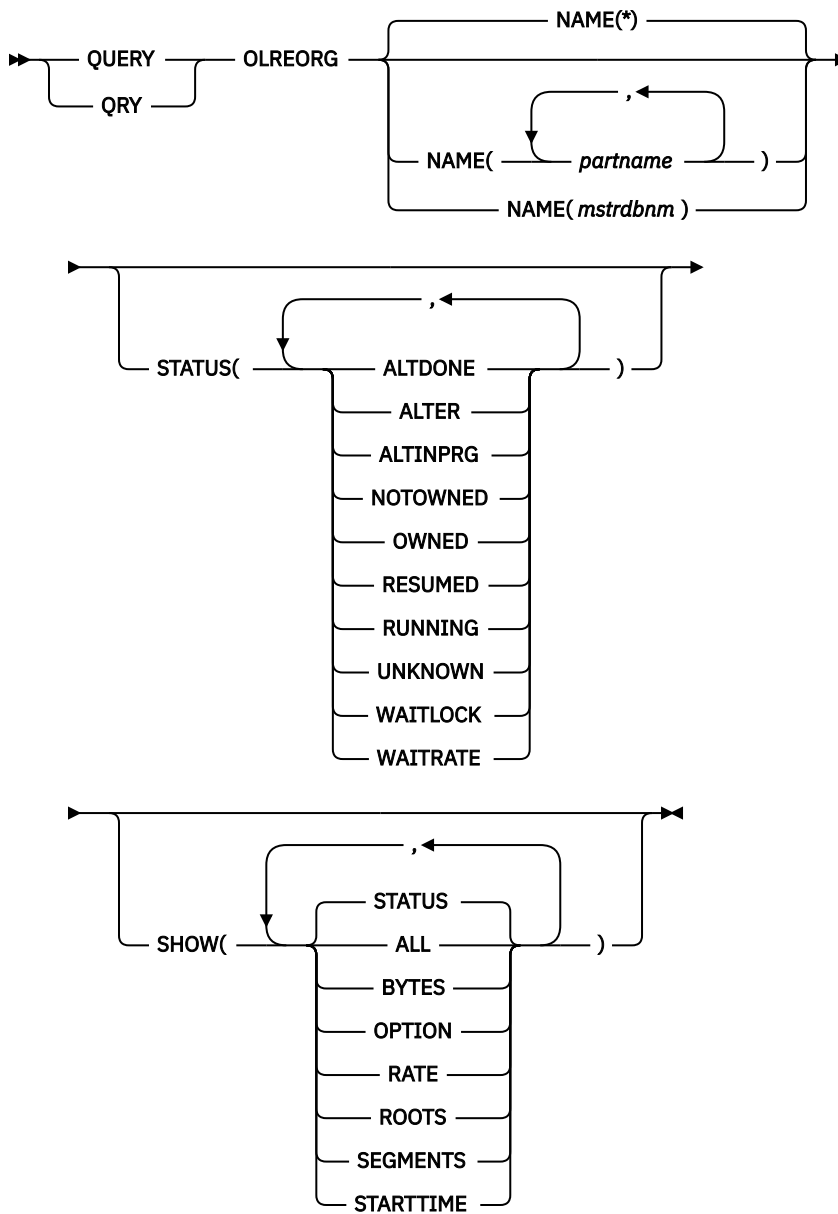 NAME(*)
QUERY OLREORG
QRY
,
NAME( partname )
NAME( mstrdbnm )
,
STATUS( ALTDONE )
ALTER
ALTINPRG
NOTOWNED
OWNED
RESUMED
RUNNING
UNKNOWN
WAITLOCK
WAITRATE
,
STATUS
SHOW( ALL )
BYTES
OPTION
RATE
ROOTS
SEGMENTS
STARTTIME